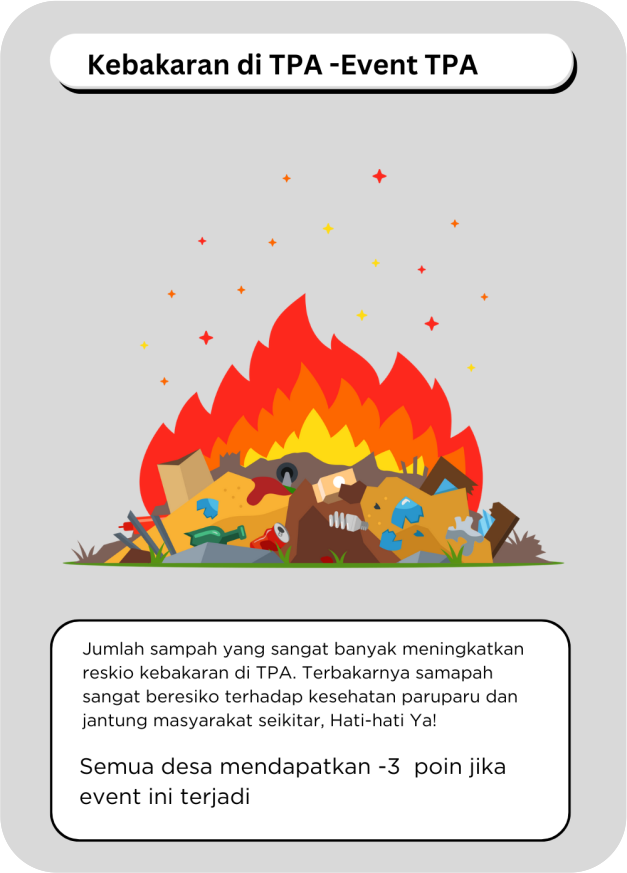 Kebakaran di TPA -Event TPA
Jumlah sampah yang sangat banyak meningkatkan
reskio kebakaran di TPA. Terbakarnya samapah
sangat beresiko terhadap kesehatan paruparu dan
jantung masyarakat seikitar, Hati-hati Ya!
Semua desa mendapatkan -3 poin jika
event ini terjadi